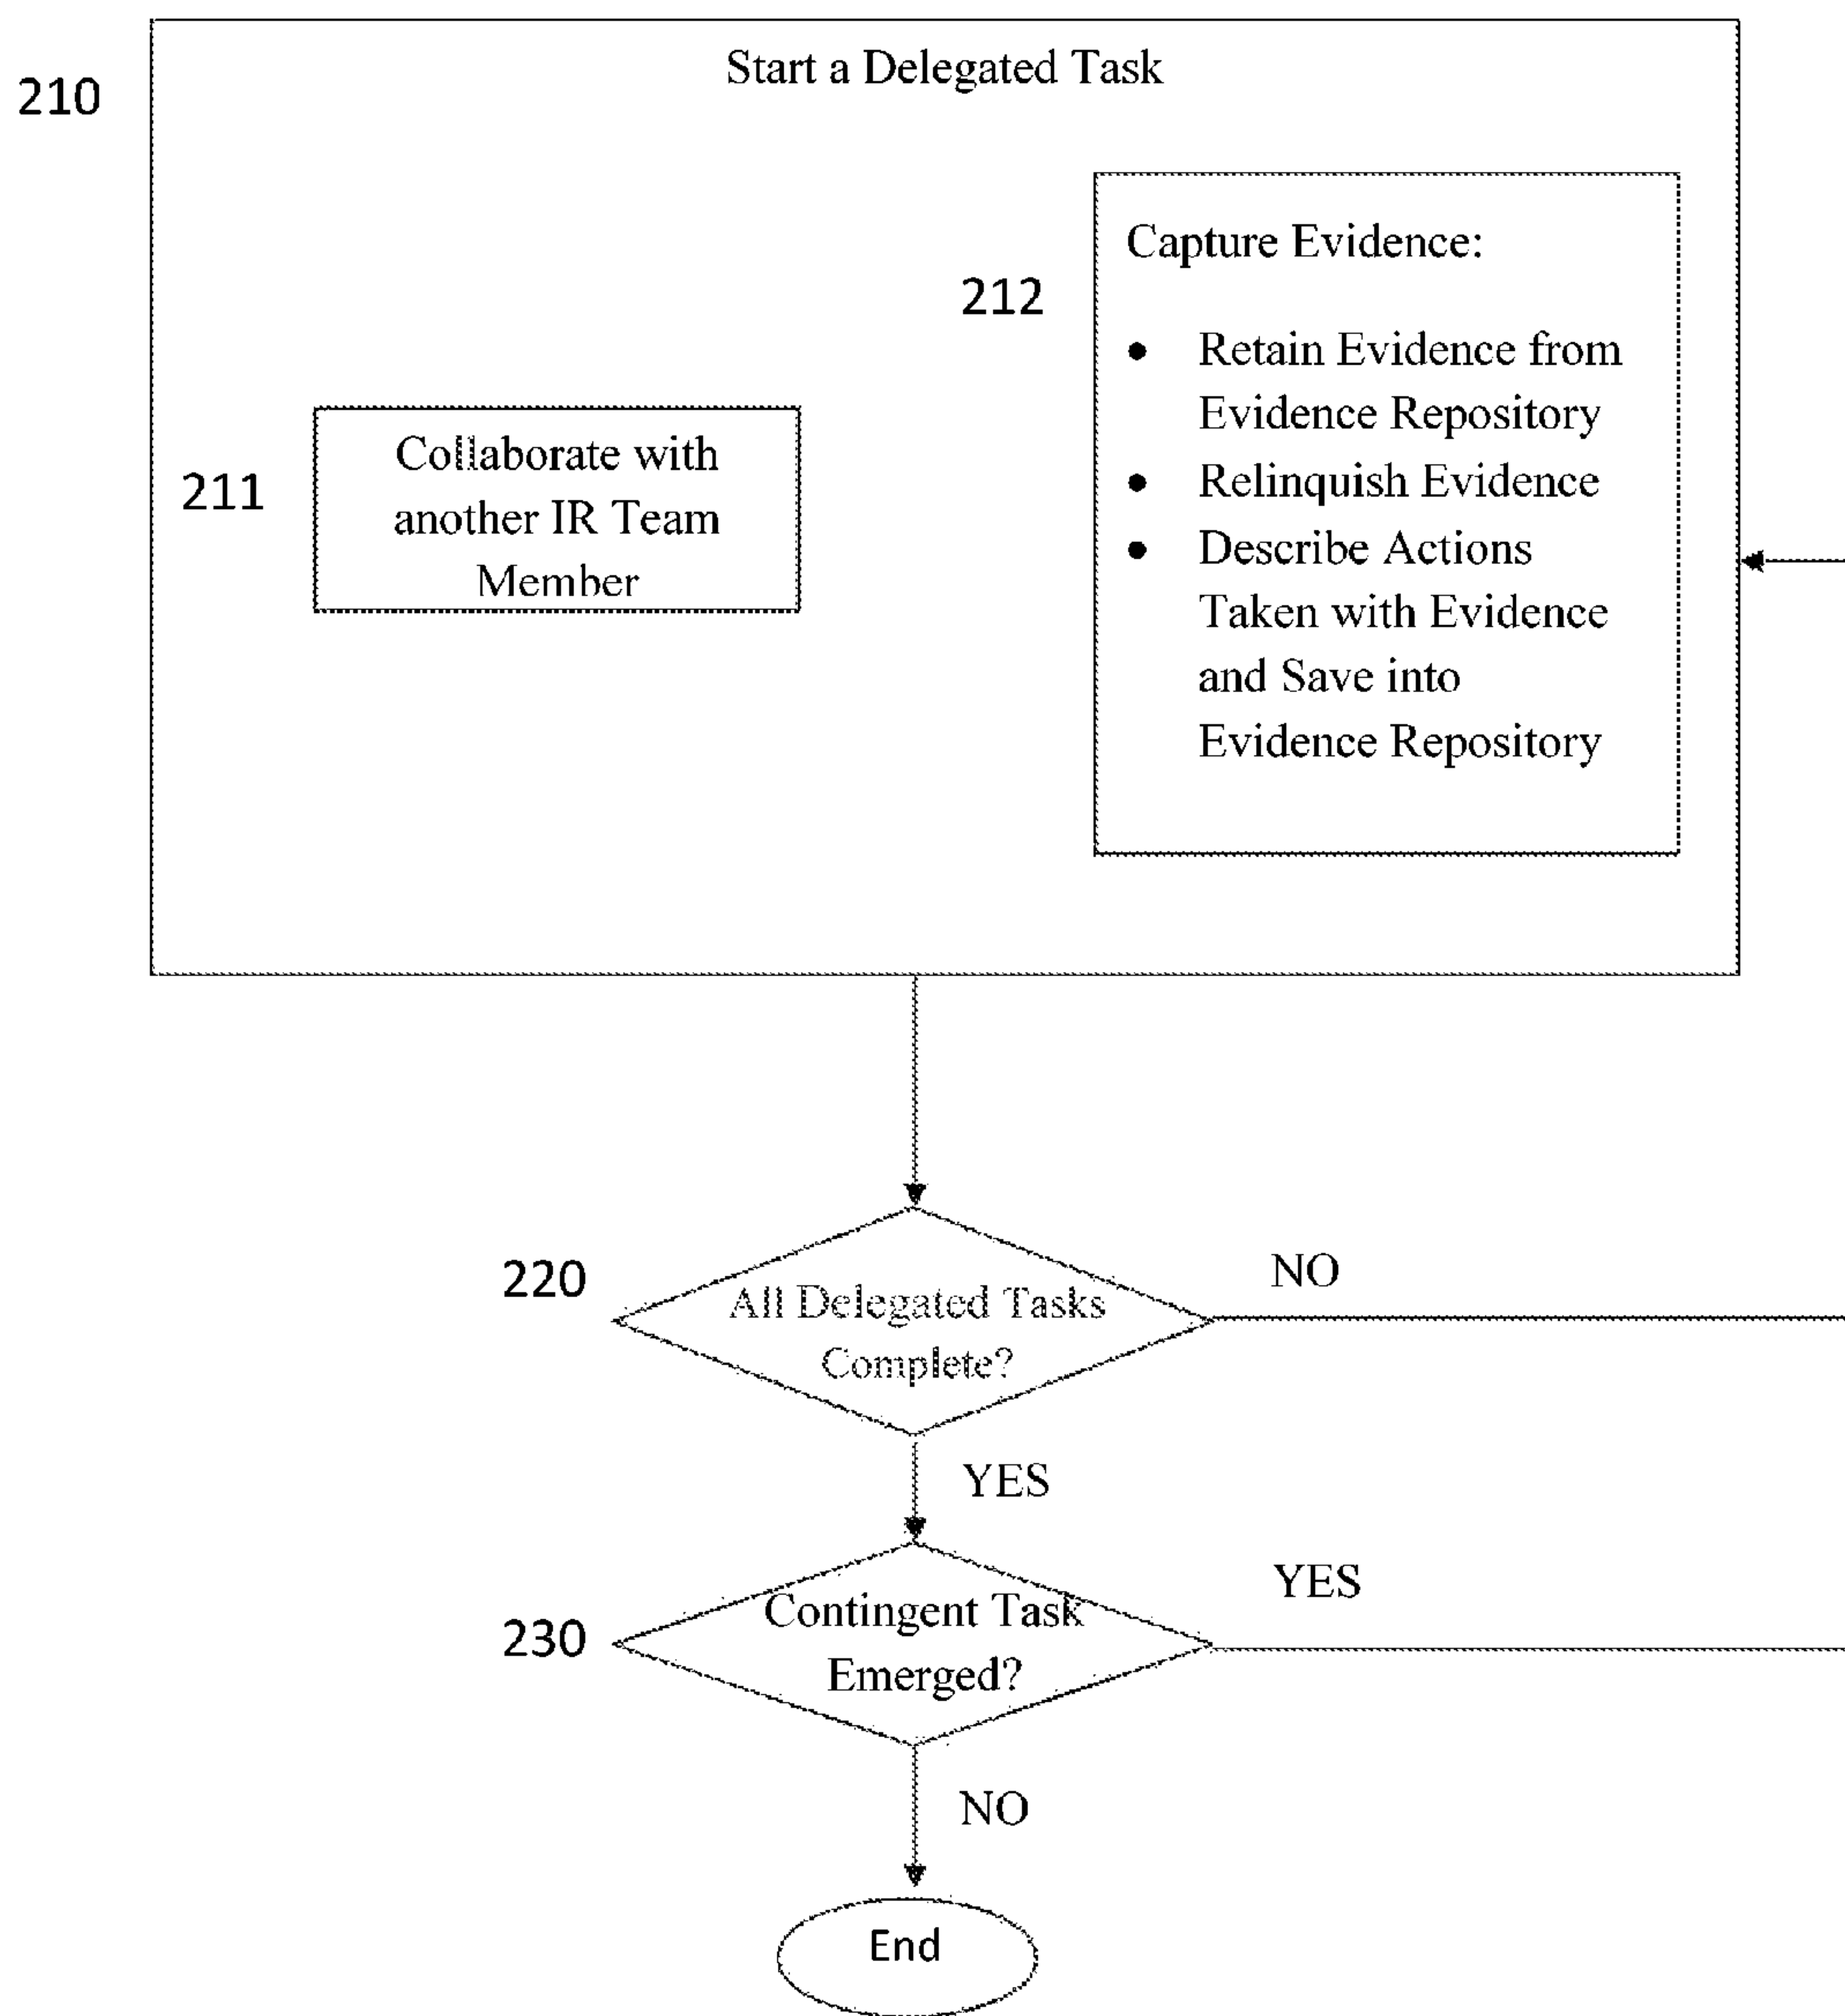 Start a Delegated Task
210
Capture Evidence:
212
• Retain Evidence from
Evidence Repository
• Relinquish Evidence
• Describe Actions
Taken with Evidence
and Save into
Evidence Repository
211
Collaborate with
another IR Team
Member
220
All Delegated Tasks
Complete?
NO
YES
230
Contingent Task
Emerged?
YES
NO
End